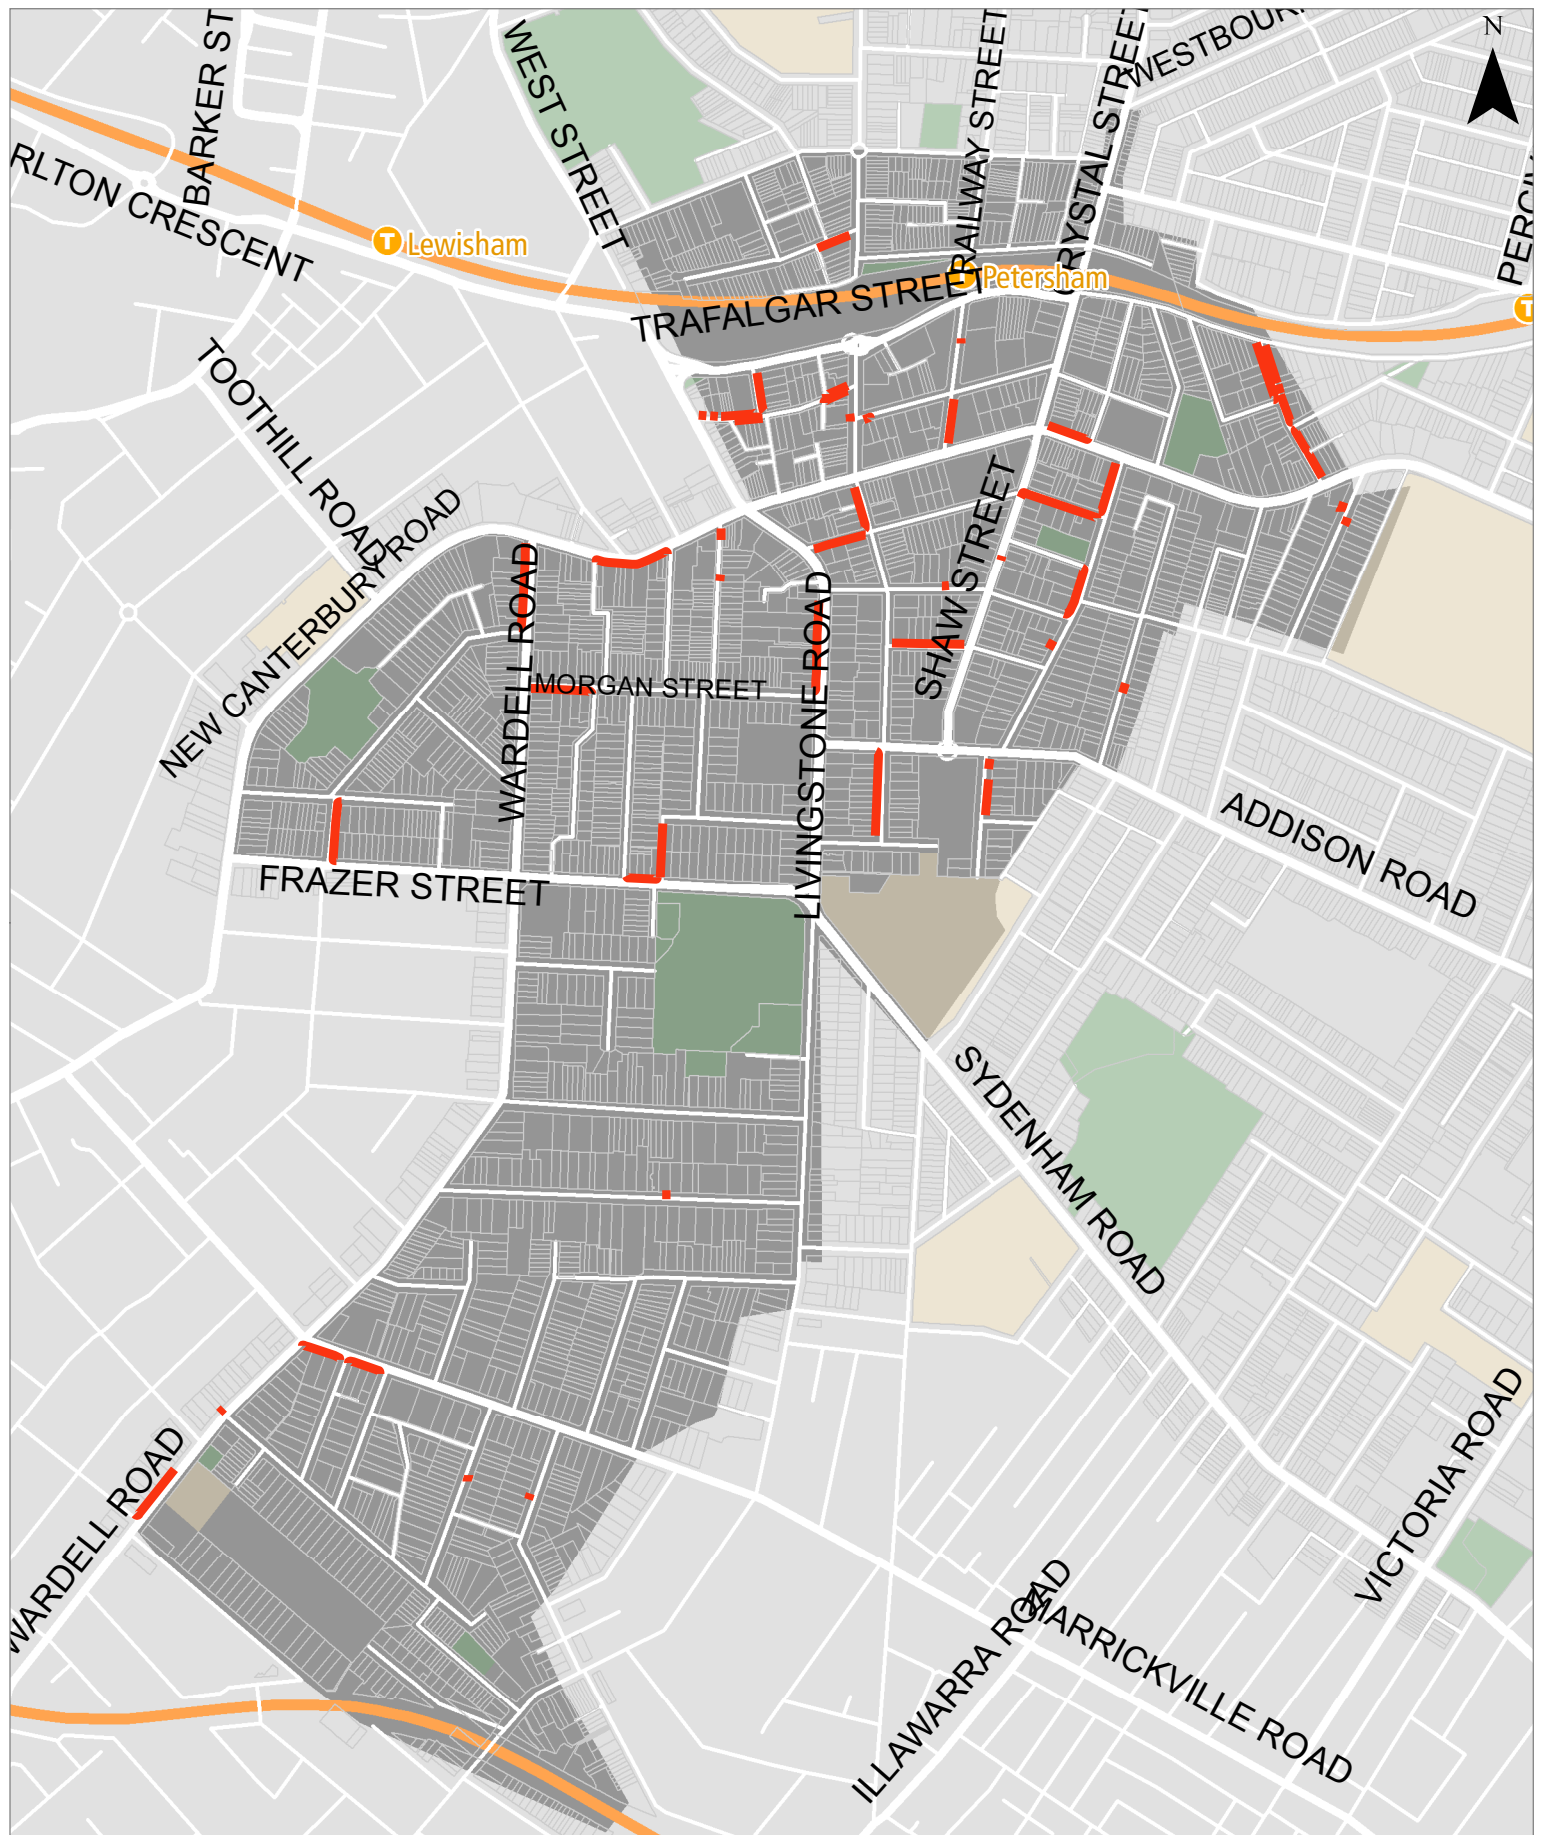 BARKER ST
WEST STREET
RAILWAY STREET
CRYSTAL STREET
WESTBOUR
N
RLTON CRESCENT
T Lewisham
T Petersham
PERCIV
T
TRAFALGAR STREET
TOOTHILL ROAD
NEW CANTERBURY ROAD
WARDELL ROAD
MORGAN STREET
LIVINGSTONE ROAD
SHAW STREET
FRAZER STREET
ADDISON ROAD
SYDENHAM ROAD
WARDELL ROAD
VICTORIA ROAD
ILLAWARRA ROAD
MARRICKVILLE ROAD